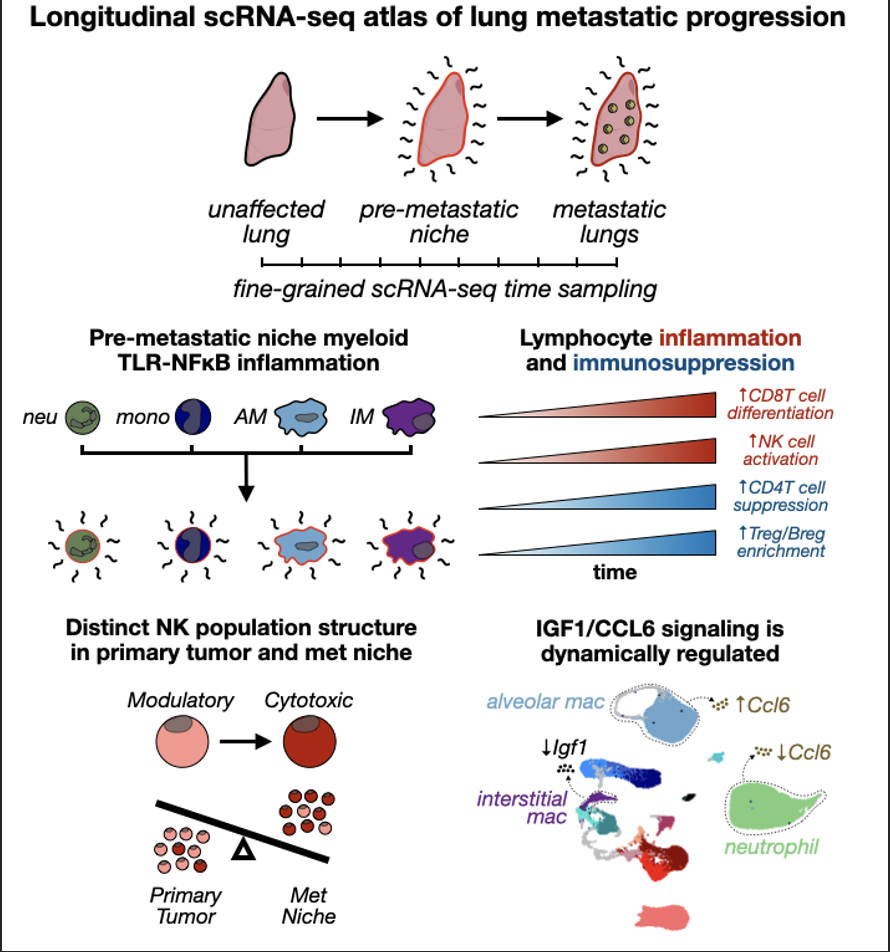 Longitudinal scRNA-seq atlas of lung metastatic progression
unaffected
lung
pre-metastatic
niche
metastatic
lungs
fine-grained scRNA-seq time sampling
Pre-metastatic niche myeloid
TLR-NFκB inflammation
neu
mono
AM
IM
Lymphocyte inflammation
and immunosuppression
↑CD8T cell
differentiation
↑NK cell
activation
↑CD4T cell
suppression
↑Treg/Breg
enrichment
time
Distinct NK population structure
in primary tumor and met niche
Modulatory
Cytotoxic
Primary
Tumor
Met
Niche
IGF1/CCL6 signaling is
dynamically regulated
alveolar mac
↑Ccl6
↓Igf1
↓Ccl6
interstitial
mac
neutrophil